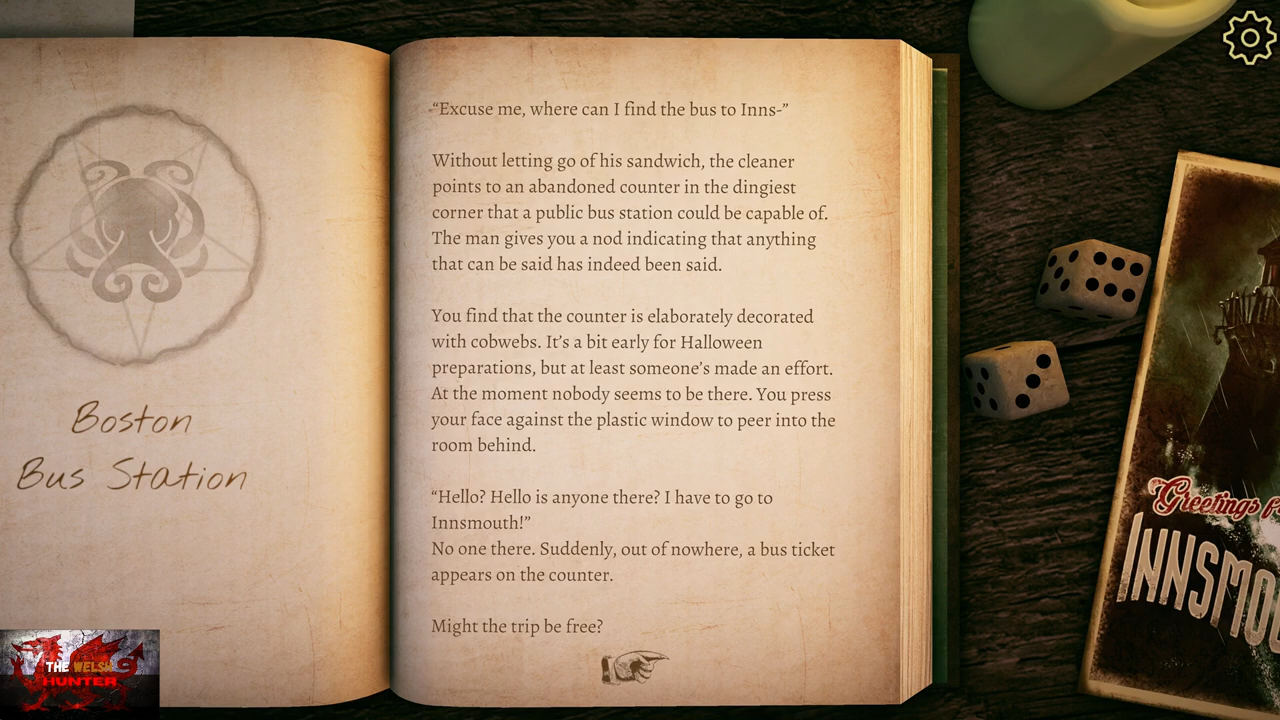 Boston
Bus Station
“Excuse me, where can I find the bus to Inns-”
Without letting go of his sandwich, the cleaner
points to an abandoned counter in the dingiest
corner that a public bus station could be capable of.
The man gives you a nod indicating that anything
that can be said has indeed been said.
You find that the counter is elaborately decorated
with cobwebs. It’s a bit early for Halloween
preparations, but at least someone’s made an effort.
At the moment nobody seems to be there. You press
your face against the plastic window to peer into the
room behind.
“Hello? Hello is anyone there? I have to go to
Innsmouth!”
No one there. Suddenly, out of nowhere, a bus ticket
appears on the counter.
Might the trip be free?
Greetings f
INNSMO
THE WELSH
HUNTER